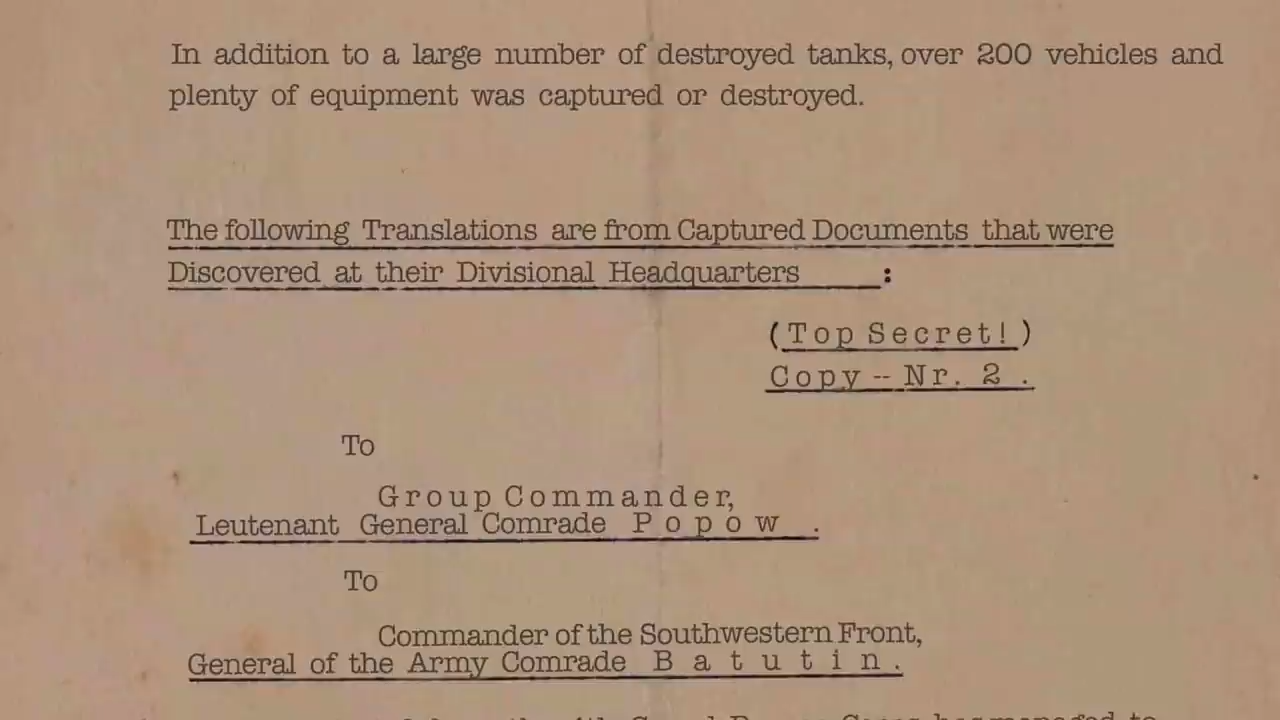 In addition to a large number of destroyed tanks, over 200 vehicles and
plenty of equipment was captured or destroyed.
The following Translations are from Captured Documents that were
Discovered at their Divisional Headquarters :
(Top Secret!)
Copy -- Nr. 2 .
To
Group Commander,
Leutenant General Comrade Popow .
To
Commander of the Southwestern Front,
General of the Army Comrade Batutin.